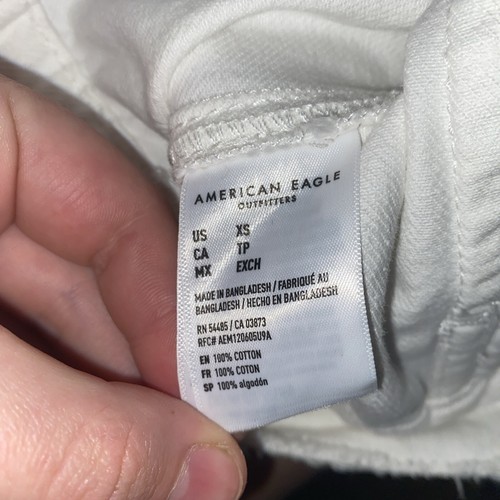 AMERICAN EAGLE
OUTFITTERS
US XS
CA TP
MX EXCH
MADE IN BANGLADESH / FABRIQUÉ AU
BANGLADESH / HECHO EN BANGLADESH
RN 54485 / CA 03873
RFC# AEM120605U9A
EN 100% COTTON
FR 100% COTON
SP 100% algodón